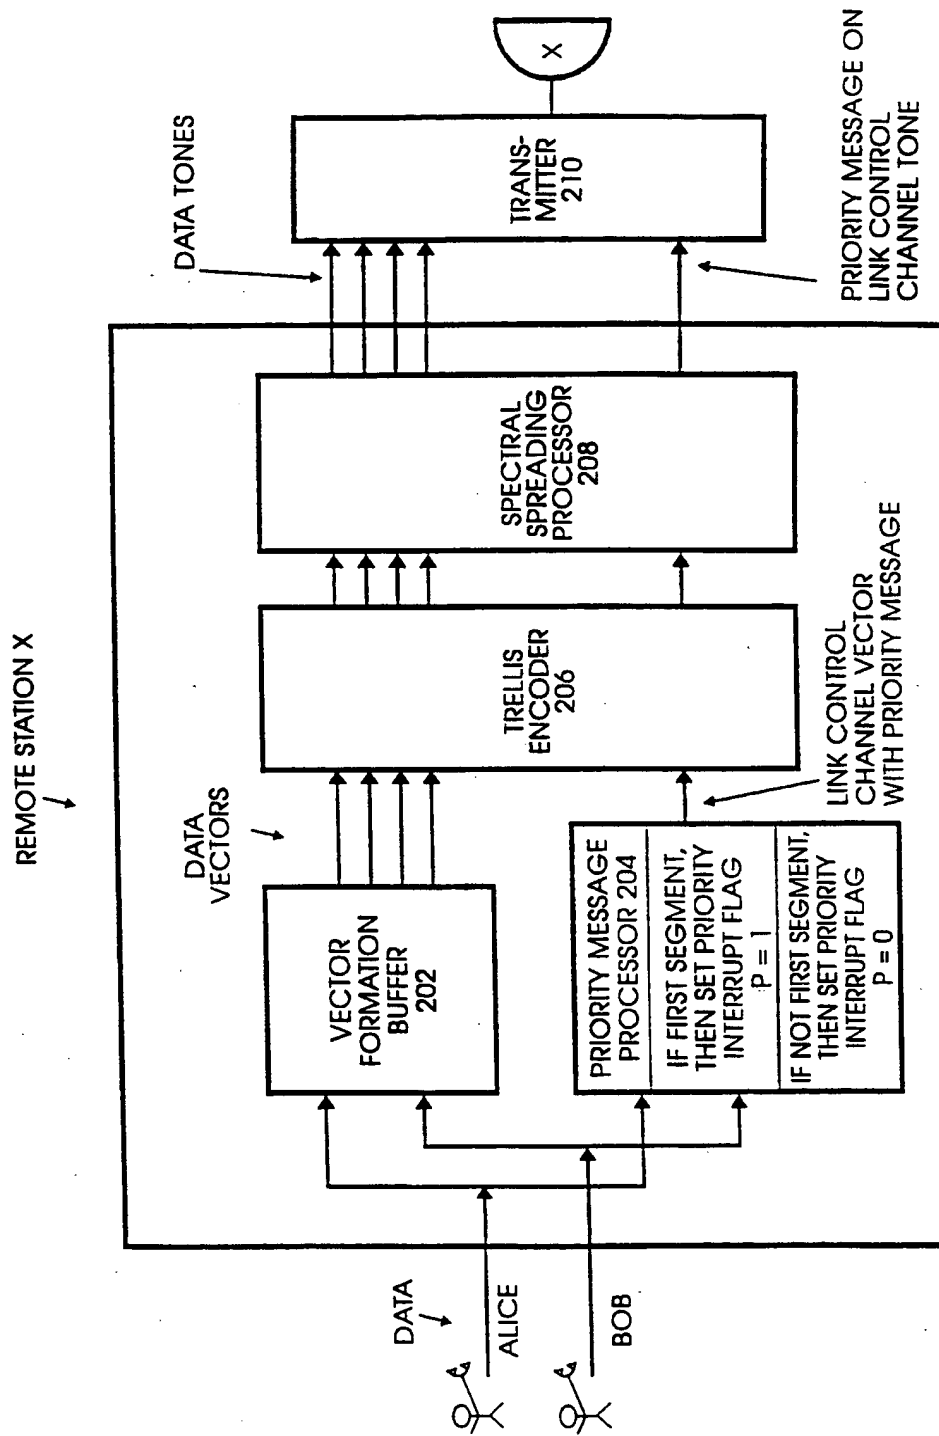 REMOTE STATION X
DATA
ALICE
BOB
VECTOR
FORMATION
BUFFER
202
PRIORITY MESSAGE
PROCESSOR 204
IF FIRST SEGMENT,
THEN SET PRIORITY
INTERRUPT FLAG
P = 1
IF NOT FIRST SEGMENT,
THEN SET PRIORITY
INTERRUPT FLAG
P = 0
DATA
VECTORS
LINK CONTROL
CHANNEL VECTOR
WITH PRIORITY MESSAGE
TRELLIS
ENCODER
206
SPECTRAL
SPREADING
PROCESSOR
208
DATA TONES
TRANS-
MITTER
210
X
PRIORITY MESSAGE ON
LINK CONTROL
CHANNEL TONE